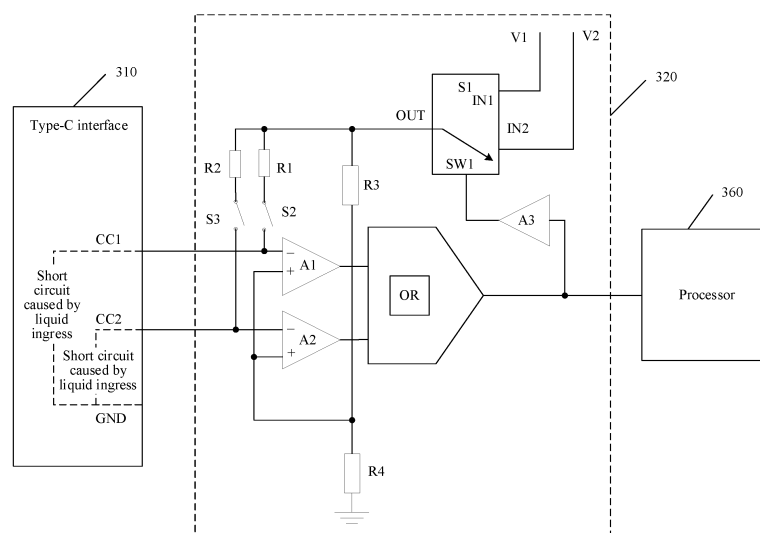 V1
V2
310
320
S1
IN1
Type-C interface
OUT
IN2
R2
R1
SW1
R3
360
S3
S2
A3
CC1
A1
Short
circuit
caused by
liquid
ingress
OR
Processor
CC2
A2
Short circuit
caused by
liquid ingress
GND
R4